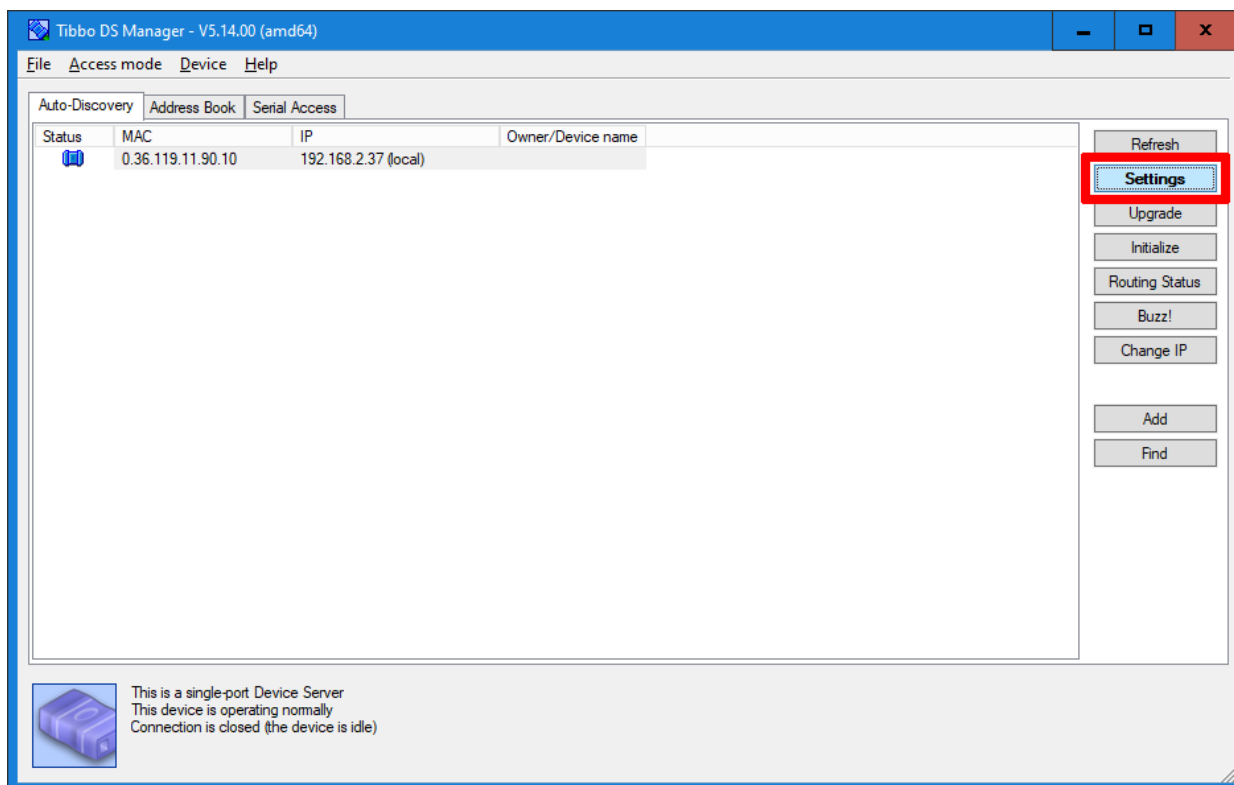 Tibbo DS Manager - V5.14.00 (amd64)
File Access mode Device Help
Auto-Discovery Address Book Serial Access
Status MAC IP Owner/Device name
0.36.119.11.90.10 192.168.2.37 (local)
Refresh
Settings
Upgrade
Initialize
Routing Status
Buzz!
Change IP
Add
Find
This is a single-port Device Server
This device is operating normally
Connection is closed (the device is idle)